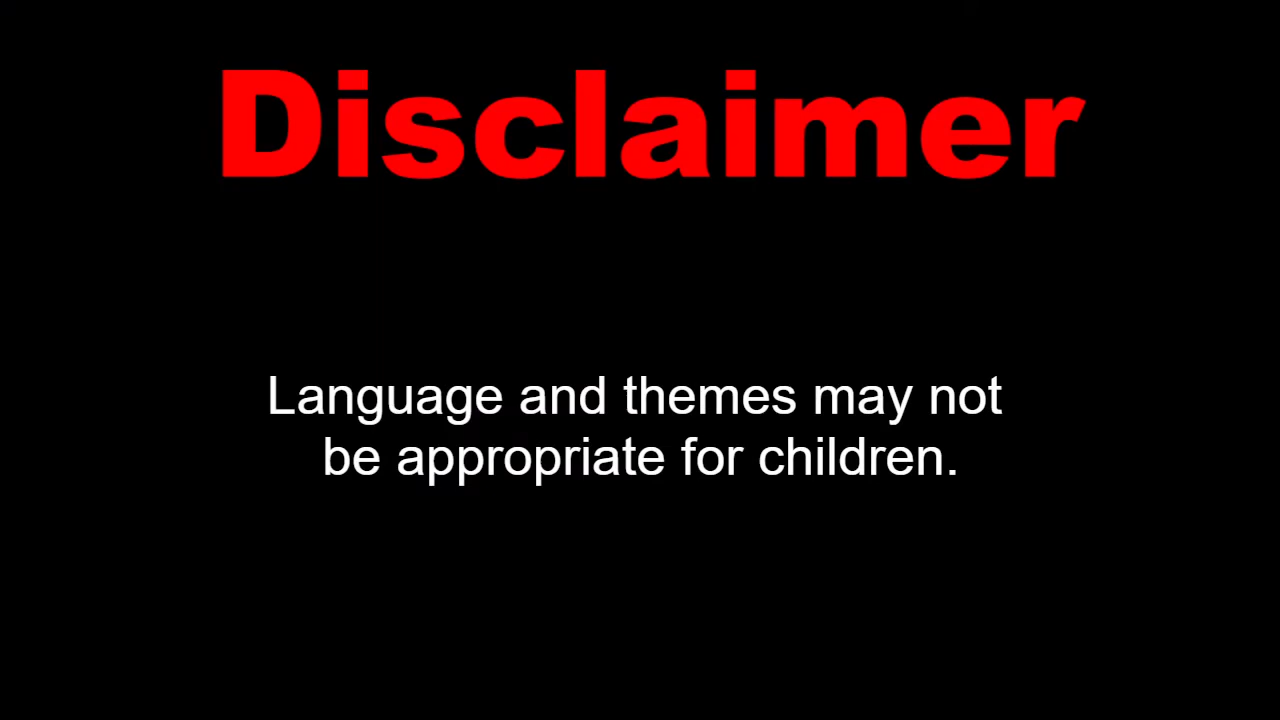 Disclaimer
Language and themes may not
be appropriate for children.